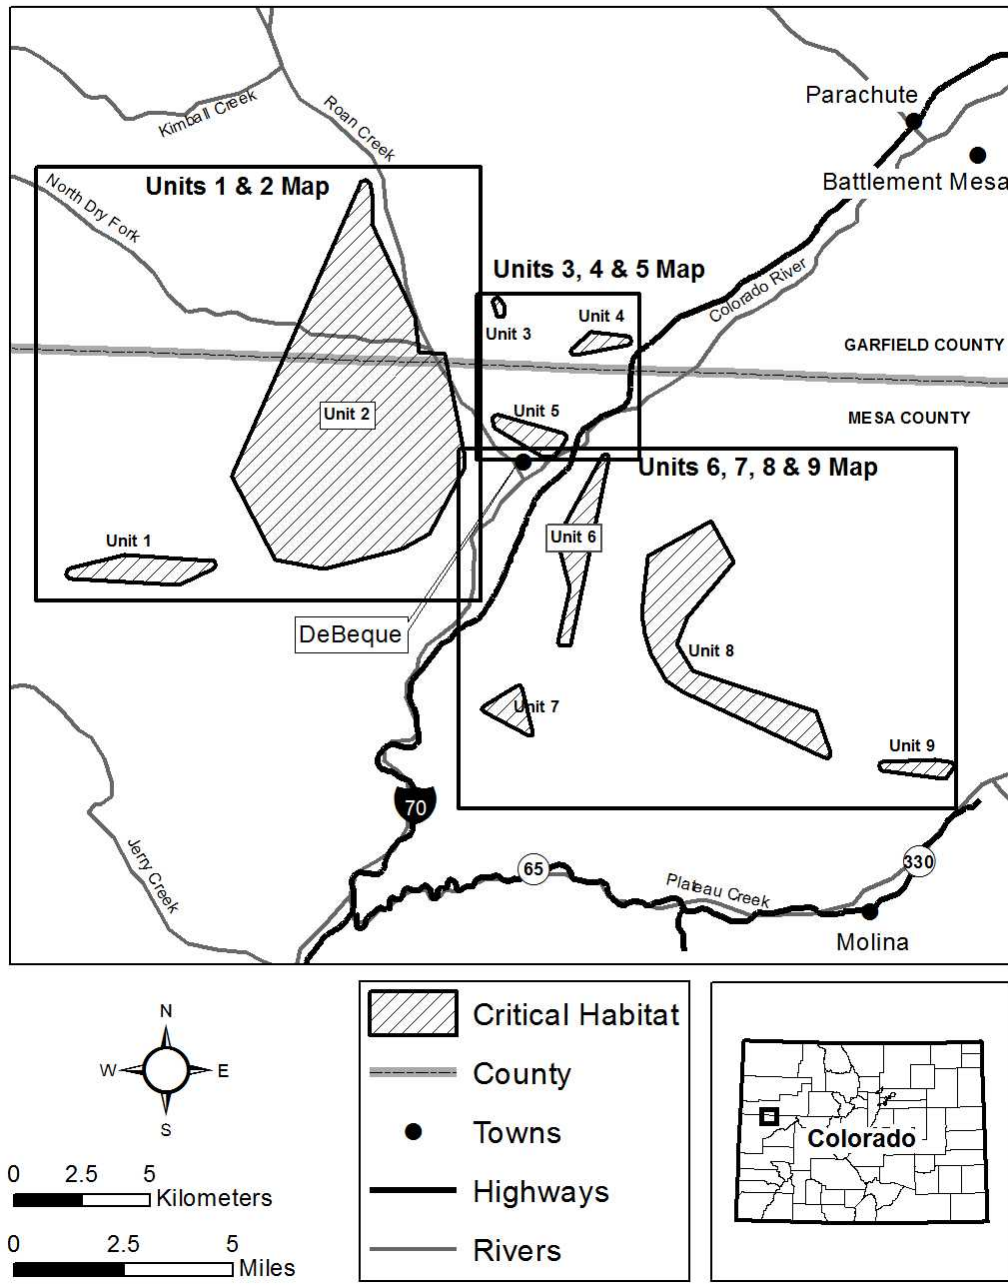 Parachute
Kimball Creek
Roan Creek
Battlement Mesa
Units 1 & 2 Map
North Dry Fork
Units 3, 4 & 5 Map
Colorado River
Unit 3
Unit 4
GARFIELD COUNTY
MESA COUNTY
Unit 2
Unit 5
Units 6, 7, 8 & 9 Map
Unit 1
Unit 6
DeBeque
Unit 8
Unit 7
Unit 9
70
Jerry Creek
65
330
Plateau Creek
Molina
N
W
E
S
0 2.5 5
Kilometers
0 2.5 5
Miles
Critical Habitat
County
Towns
Highways
Rivers
Colorado